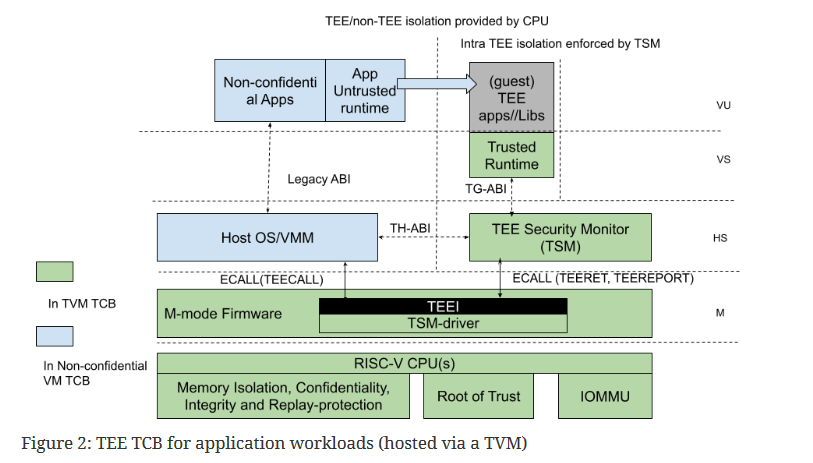 TEE/non-TEE isolation provided by CPU
Intra TEE isolation enforced by TSM
Non-confidenti
al Apps
App
Untrusted
runtime
(guest)
TEE
apps//Libs
VU
Trusted
Runtime
VS
Legacy ABI
TG-ABI
Host OS/VMM
TH-ABI
TEE Security Monitor
(TSM)
HS
ECALL(TEECALL)
ECALL (TEERET, TEEREPORT)
In TVM TCB
M-mode Firmware
TEEI
TSM-driver
M
In Non-confidential
VM TCB
RISC-V CPU(s)
Memory Isolation, Confidentiality,
Integrity and Replay-protection
Root of Trust
IOMMU
Figure 2: TEE TCB for application workloads (hosted via a TVM)